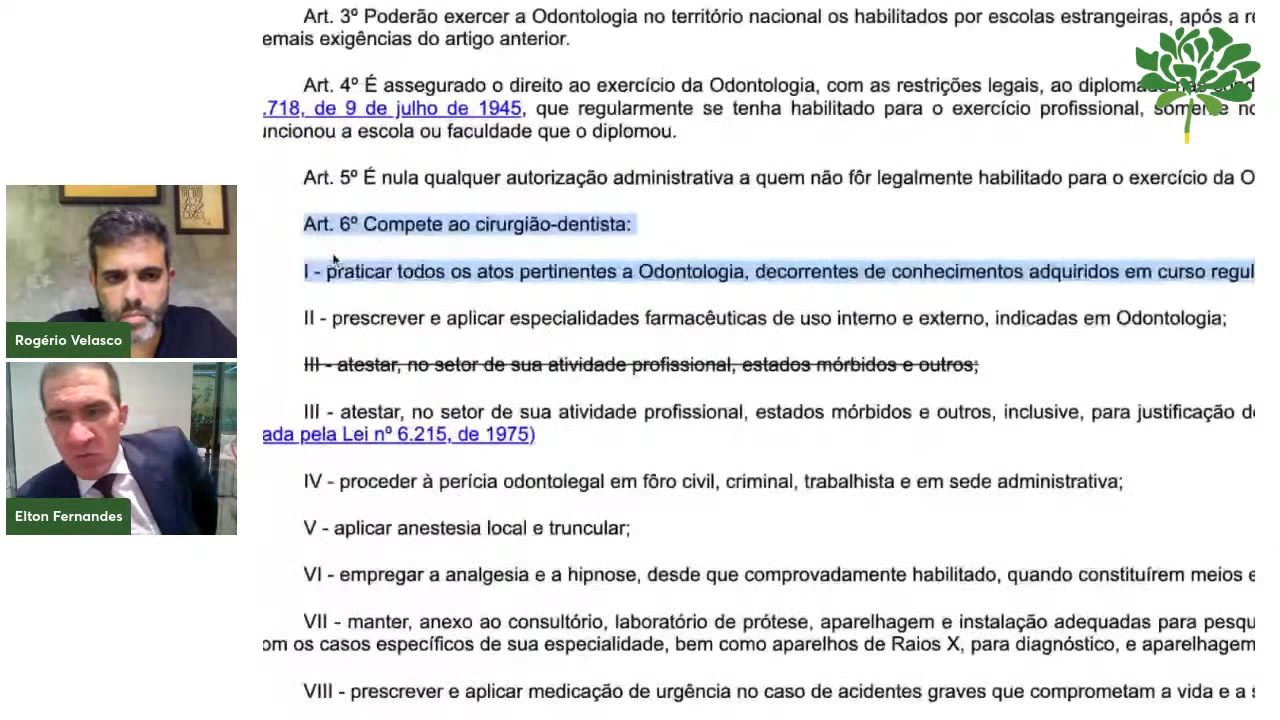 Art. 3º Poderão exercer a Odontologia no território nacional os habilitados por escolas estrangeiras, após a
emais exigências do artigo anterior.
Art. 4º É assegurado o direito ao exercício da Odontologia, com as restrições legais, ao
.718, de 9 de julho de 1945, que regularmente se tenha habilitado para o exercício profissional, somente
uncionou a escola ou faculdade que o diplomou.
Art. 5º É nula qualquer autorização administrativa a quem não fôr legalmente habilitado para o exercício da O
Art. 6º Compete ao cirurgião-dentista:
I - praticar todos os atos pertinentes a Odontologia, decorrentes de conhecimentos adquiridos em curso regul
II - prescrever e aplicar especialidades farmacêuticas de uso interno e externo, indicadas em Odontologia;
III - atestar, no setor de sua atividade profissional, estados mórbidos e outros;
III - atestar, no setor de sua atividade profissional, estados mórbidos e outros, inclusive, para justificação
ada pela Lei nº 6.215, de 1975)
IV - proceder à perícia odontolegal em fôro civil, criminal, trabalhista e em sede administrativa;
V - aplicar anestesia local e truncular;
VI - empregar a analgesia e a hipnose, desde que comprovadamente habilitado, quando constituírem meios e
VII - manter, anexo ao consultório, laboratório de prótese, aparelhagem e instalação adequadas para pesqu
om os casos específicos de sua especialidade, bem como aparelhos de Raios X, para diagnóstico, e aparelhagem
VIII - prescrever e aplicar medicação de urgência no caso de acidentes graves que comprometam a vida e a
Rogério Velasco
Elton Fernandes